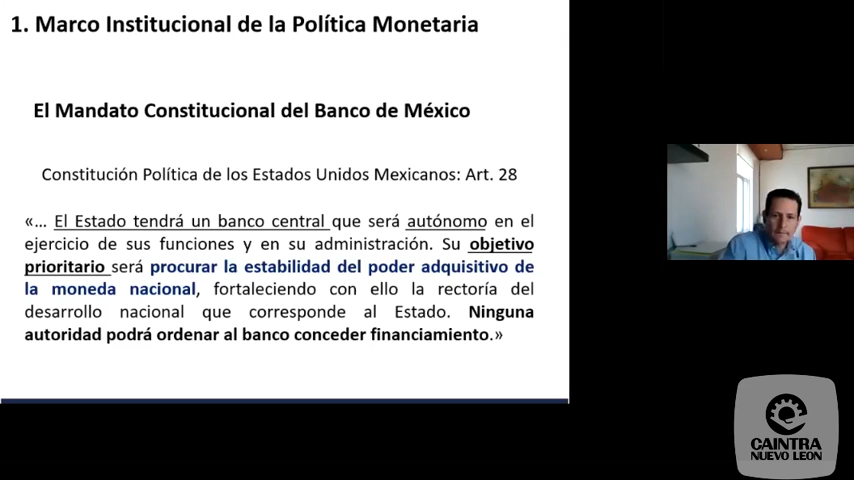 1. Marco Institucional de la Política Monetaria
El Mandato Constitucional del Banco de México
Constitución Política de los Estados Unidos Mexicanos: Art. 28
«... El Estado tendrá un banco central que será autónomo en el
ejercicio de sus funciones y en su administración. Su objetivo
prioritario será procurar la estabilidad del poder adquisitivo de
la moneda nacional, fortaleciendo con ello la rectoría del
desarrollo nacional que corresponde al Estado. Ninguna
autoridad podrá ordenar al banco conceder financiamiento.»
CAINTRA
NUEVO LEON